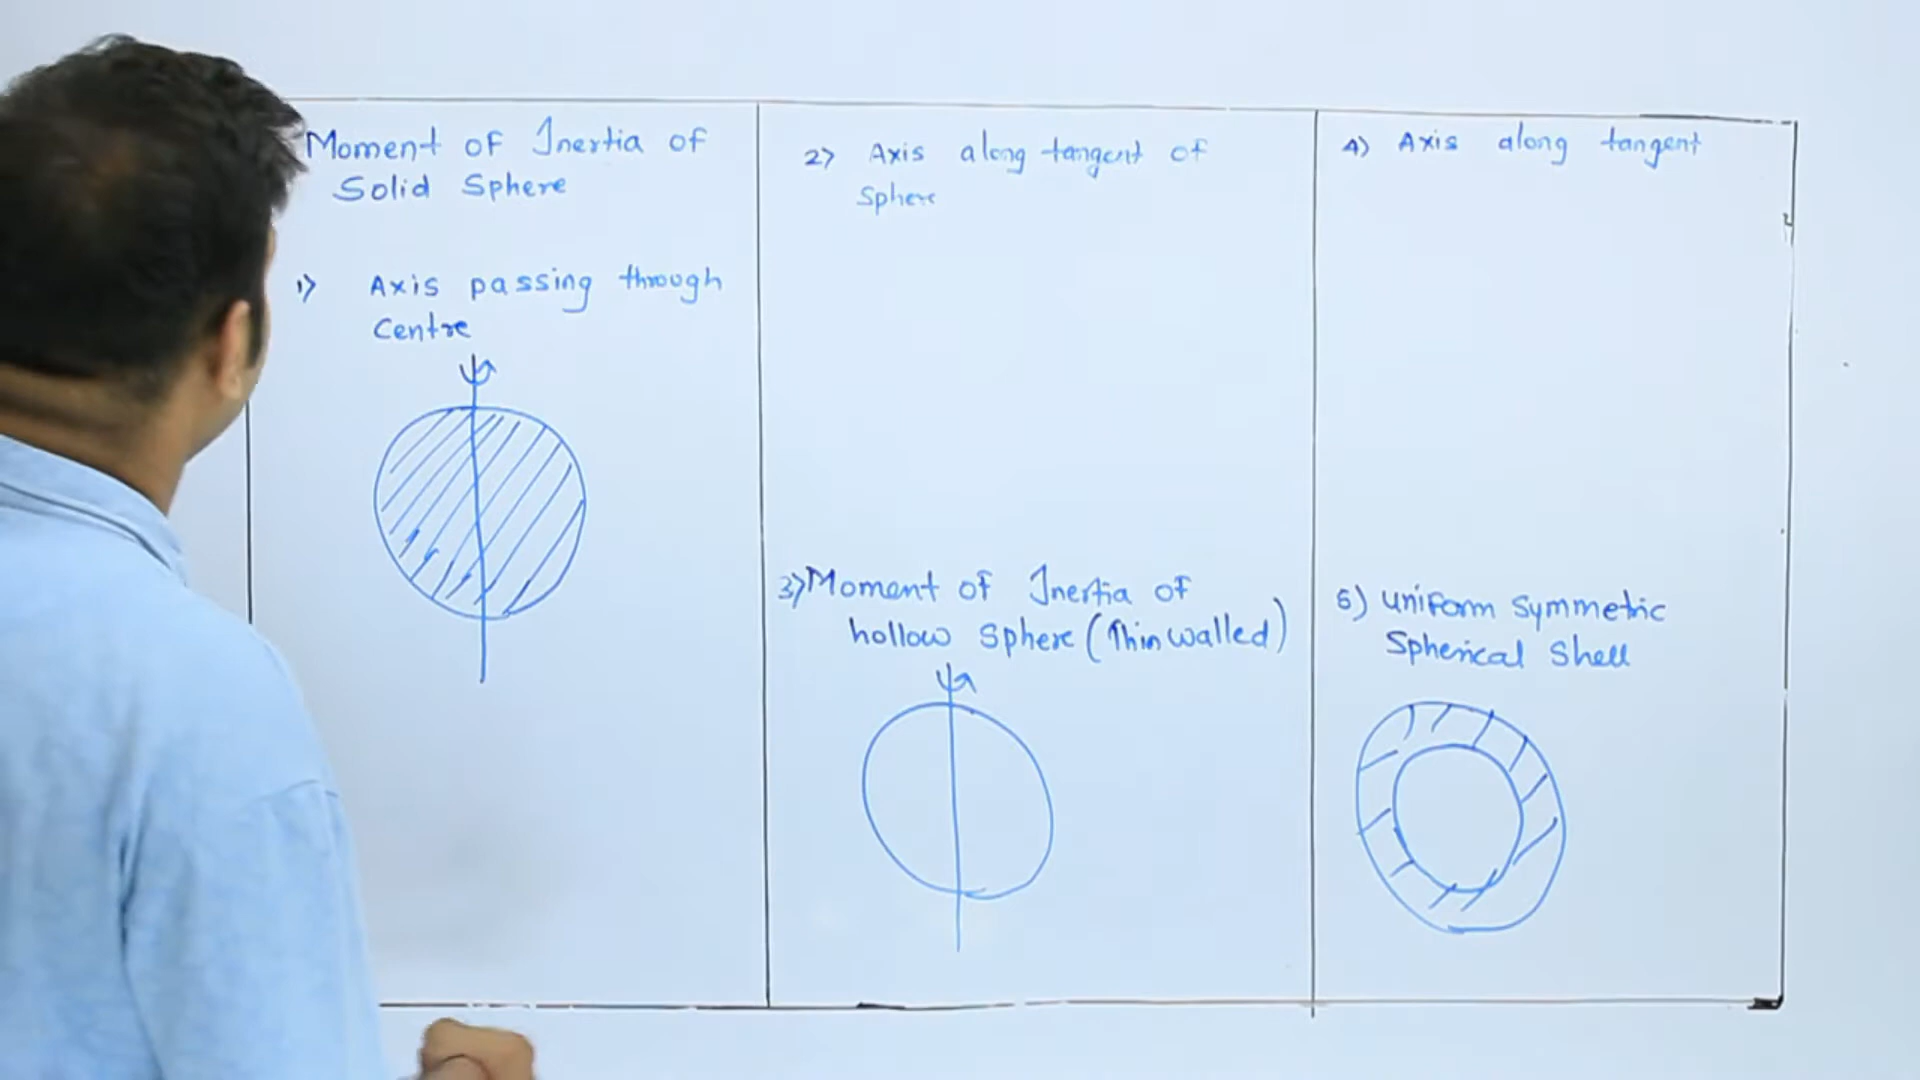 Moment of Inertia of
Solid Sphere
1) Axis passing through
Centre
2) Axis along tangent of
Sphere
3) Moment of Inertia of
hollow Sphere (Thin walled)
4) Axis along tangent
5) uniform symmetric
Spherical Shell